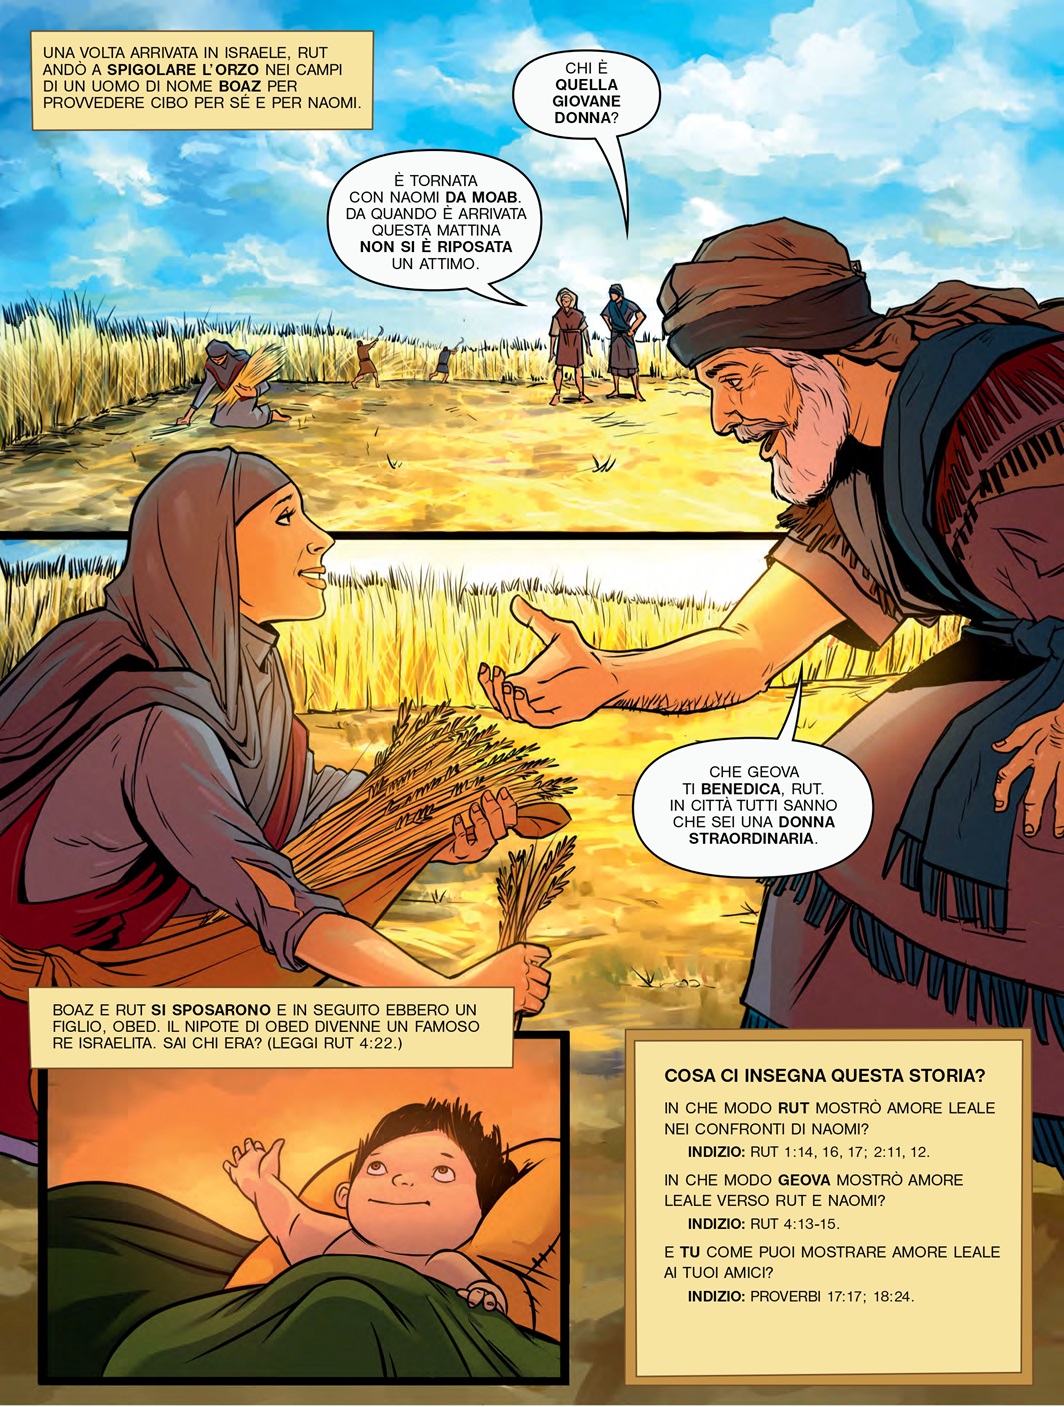 UNA VOLTA ARRIVATA IN ISRAELE, RUT
ANDÒ A SPIGOLARE L'ORZO NEI CAMPI
DI UN UOMO DI NOME BOAZ PER
PROVVEDERE CIBO PER SÉ E PER NAOMI.
CHI È
QUELLA
GIOVANE
DONNA?
È TORNATA
CON NAOMI DA MOAB.
DA QUANDO È ARRIVATA
QUESTA MATTINA
NON SI È RIPOSATA
UN ATTIMO.
CHE GEOVA
TI BENEDICA, RUT.
IN CITTÀ TUTTI SANNO
CHE SEI UNA DONNA
STRAORDINARIA.
BOAZ E RUT SI SPOSARONO E IN SEGUITO EBBERO UN
FIGLIO, OBED. IL NIPOTE DI OBED DIVENNE UN FAMOSO
RE ISRAELITA. SAI CHI ERA? (LEGGI RUT 4:22.)
COSA CI INSEGNA QUESTA STORIA?
IN CHE MODO RUT MOSTRÒ AMORE LEALE
NEI CONFRONTI DI NAOMI?
INDIZIO: RUT 1:14, 16, 17; 2:11, 12.
IN CHE MODO GEOVA MOSTRÒ AMORE
LEALE VERSO RUT E NAOMI?
INDIZIO: RUT 4:13-15.
E TU COME PUOI MOSTRARE AMORE LEALE
AI TUOI AMICI?
INDIZIO: PROVERBI 17:17; 18:24.